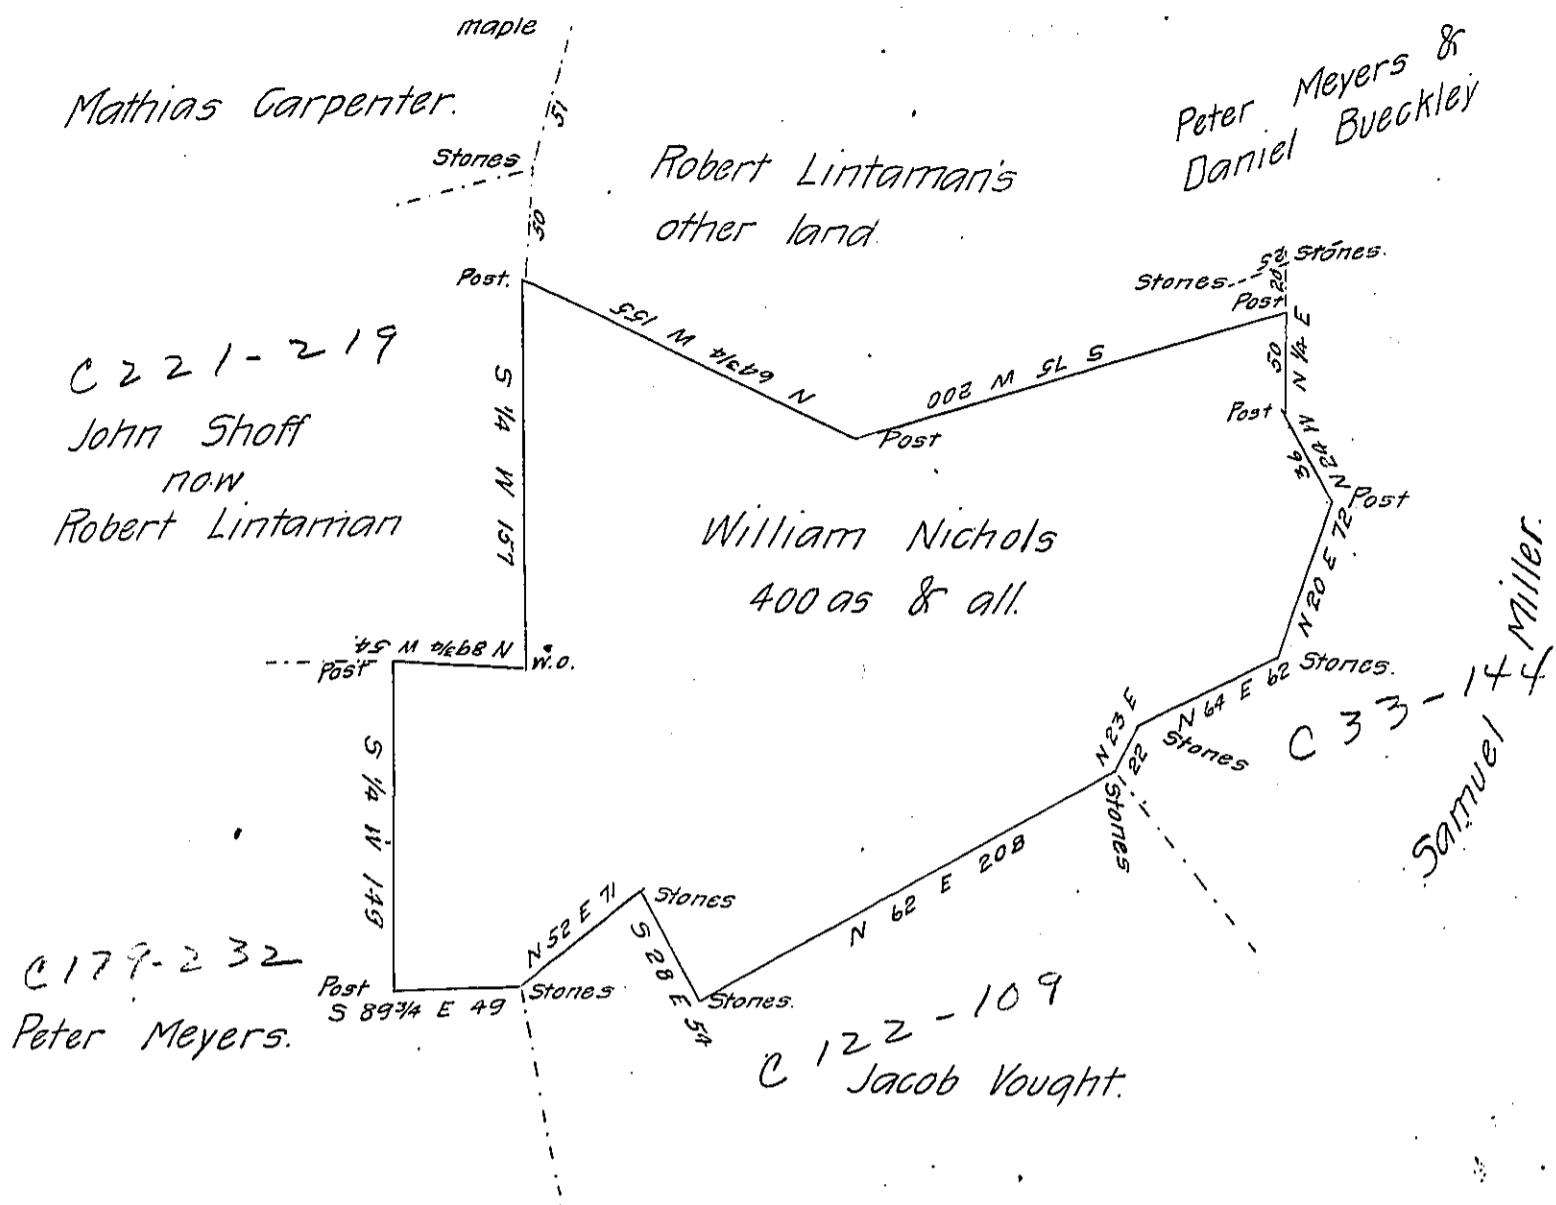 maple
51
Mathias Carpenter.
Stones
50
Robert Lintaman's
other land
Peter Meyers &
Daniel Bueckley
Stones.
25
Stones.
20
Post
Post.
N 64 3/4 W 155
S 75 W 200
Post
N 1/4 E
50
Post
N 24 W
36
Post
N 20 E 72
C 221-219
John Shoff
now
Robert Lintaman
S 1/4 W 157
William Nichols
400 as & all.
N 89 3/4 W 54.
Post
W.O.
Stones.
N 64 E 62
Stones
N 23 E
22
Stones
C 33-144
Samuel Miller.
S 1/4 W 149
N 62 E 208
N 52 E 71
Stones
S 28 E 54
Stones.
Stones
Post
S 89 3/4 E 49
C 179-232
Peter Meyers.
C 122-109
Jacob Vought.